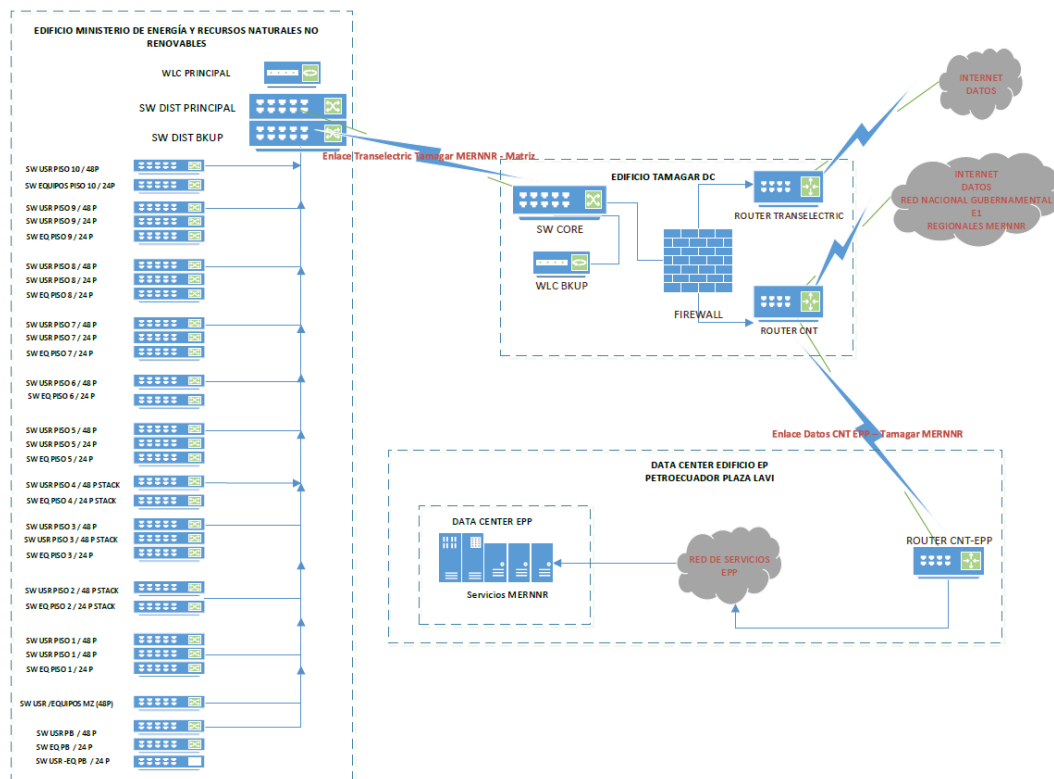 EDIFICIO MINISTERIO DE ENERGÍA Y RECURSOS NATURALES NO
RENOVABLES
WLC PRINCIPAL
SW DIST PRINCIPAL
SW DIST BKUP
SW USR PISO 10 / 48P
SW EQUIPOS PISO 10 / 24P
SW USR PISO 9 / 48 P
SW USR PISO 9 / 24 P
SW EQ PISO 9 / 24 P
SW USR PISO 8 / 48 P
SW USR PISO 8 / 24 P
SW EQ PISO 8 / 24 P
SW USR PISO 7 / 48 P
SW USR PISO 7 / 24 P
SW EQ PISO 7 / 24 P
SW USR PISO 6 / 48 P
SW EQ PISO 6 / 24 P
SW USR PISO 5 / 48 P
SW USR PISO 5 / 24 P
SW EQ PISO 5 / 24 P
SW USR PISO 4 / 48 P STACK
SW EQ PISO 4 / 24 P STACK
SW USR PISO 3 / 48 P
SW USR PISO 3 / 48 P STACK
SW EQ PISO 3 / 24 P
SW USR PISO 2 / 48 P STACK
SW EQ PISO 2 / 24 P STACK
SW USR PISO 1 / 48 P
SW USR PISO 1 / 48 P
SW EQ PISO 1 / 24 P
SW USR /EQUIPOS MZ (48P)
SW USR PB / 48 P
SW EQ PB / 24 P
SW USR -EQ PB / 24 P
Enlace Transelectric Tamagar MERNNR - Matriz
EDIFICIO TAMAGAR DC
SW CORE
WLC BKUP
FIREWALL
ROUTER TRANSELECTRIC
ROUTER CNT
INTERNET
DATOS
INTERNET
DATOS
RED NACIONAL GUBERNAMENTAL
E1
REGIONALES MERNNR
Enlace Datos CNT EPP – Tamagar MERNNR
DATA CENTER EDIFICIO EP
PETROECUADOR PLAZA LAVI
DATA CENTER EPP
Servicios MERNNR
RED DE SERVICIOS
EPP
ROUTER CNT-EPP